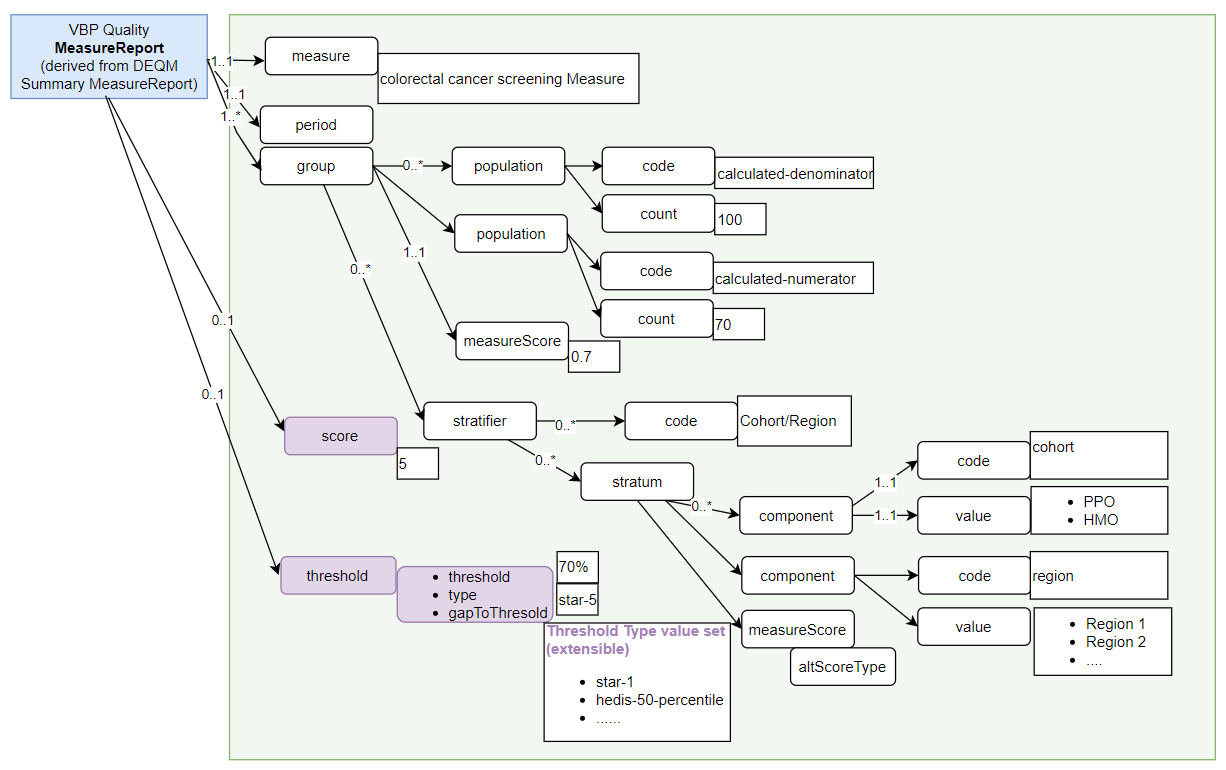 VBP Quality
MeasureReport
(derived from DEQM
Summary MeasureReport)
1..1
measure
colorectal cancer screening Measure
1..1
period
1..*
group
0..*
population
code
calculated-denominator
count
100
population
code
calculated-numerator
count
70
1..1
measureScore
0.7
0..*
stratifier
0..*
code
Cohort/Region
0..*
stratum
0..*
component
1..1
code
cohort
1..1
value
• PPO
• HMO
component
code
region
value
• Region 1
• Region 2
• ....
measureScore
altScoreType
0..1
score
5
0..1
threshold
• threshold
• type
• gapToThresold
70%
star-5
Threshold Type value set
(extensible)
• star-1
• hedis-50-percentile
• ......